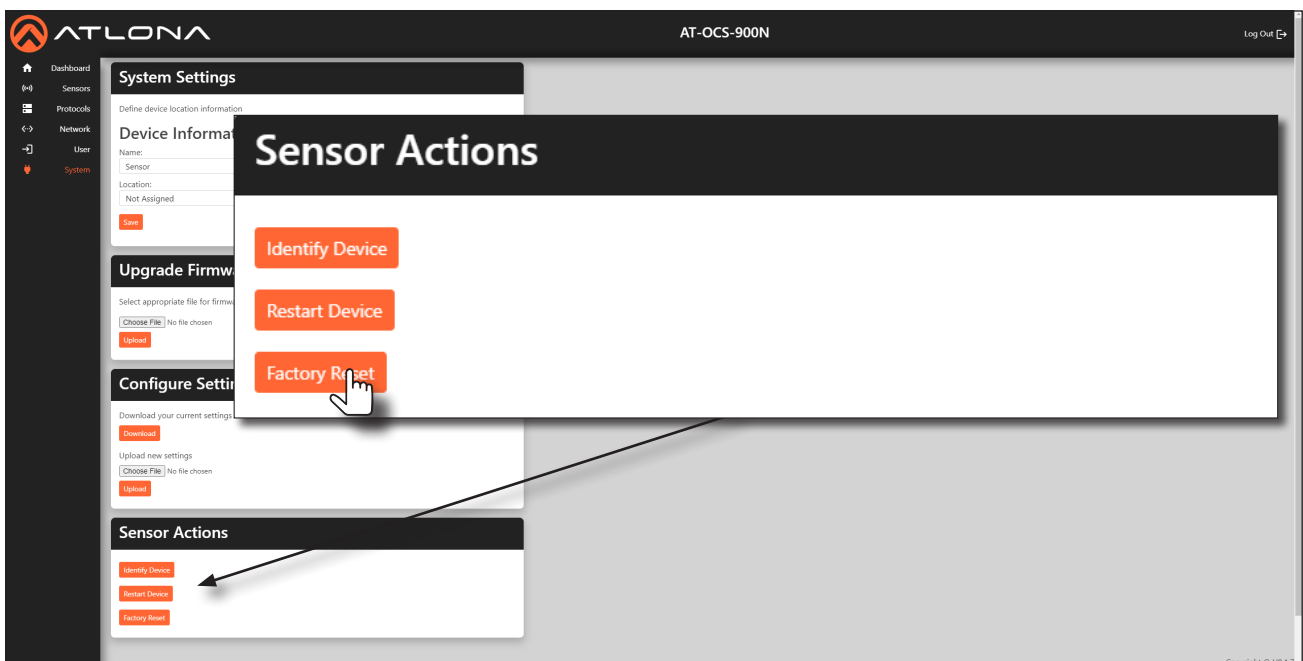 ATLONA
AT-OCS-900N
Log Out
Dashboard
Sensors
Protocols
Network
User
System
System Settings
Define device location information
Device Informat
Name:
Sensor
Location:
Not Assigned
Save
Upgrade Firmw
Select appropriate file for firmw
Choose File No file chosen
Upload
Configure Settin
Download your current settings
Download
Upload new settings
Choose File No file chosen
Upload
Sensor Actions
Identify Device
Restart Device
Factory Reset
Sensor Actions
Identify Device
Restart Device
Factory Reset